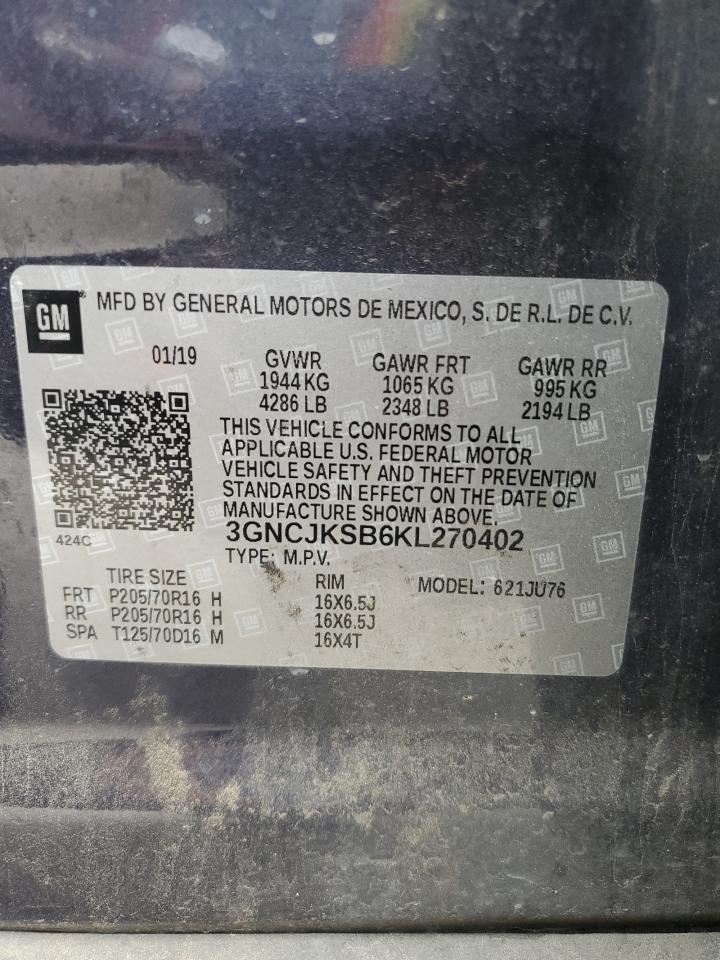 GM MFD BY GENERAL MOTORS DE MEXICO, S. DE R.L. DE C.V.
01/19 GVWR GAWR FRT GAWR RR
1944 KG 1065 KG 995 KG
4286 LB 2348 LB 2194 LB
THIS VEHICLE CONFORMS TO ALL
APPLICABLE U.S. FEDERAL MOTOR
VEHICLE SAFETY AND THEFT PREVENTION
STANDARDS IN EFFECT ON THE DATE OF
MANUFACTURE SHOWN ABOVE.
424C 3GNCJKSB6KL270402
TYPE: M.P.V.
TIRE SIZE RIM MODEL: 621JU76
FRT P205/70R16 H 16X6.5J
RR P205/70R16 H 16X6.5J
SPA T125/70D16 M 16X4T